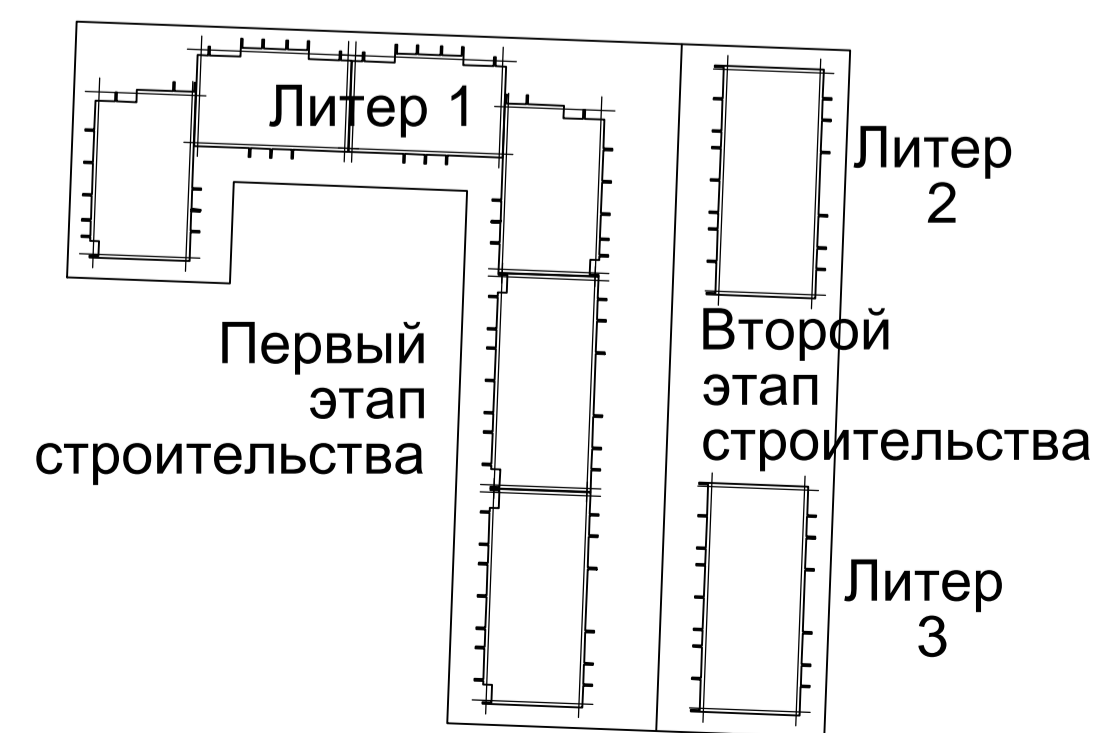 Литер 1
Литер
2
Первый
этап
строительства
Второй
этап
строительства
Литер
3